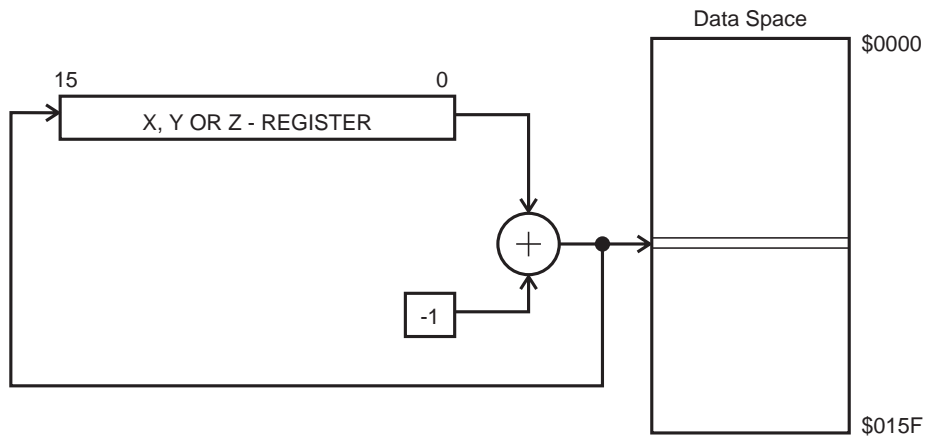 Data Space
$0000
15 0
X, Y OR Z - REGISTER
+
-1
$015F